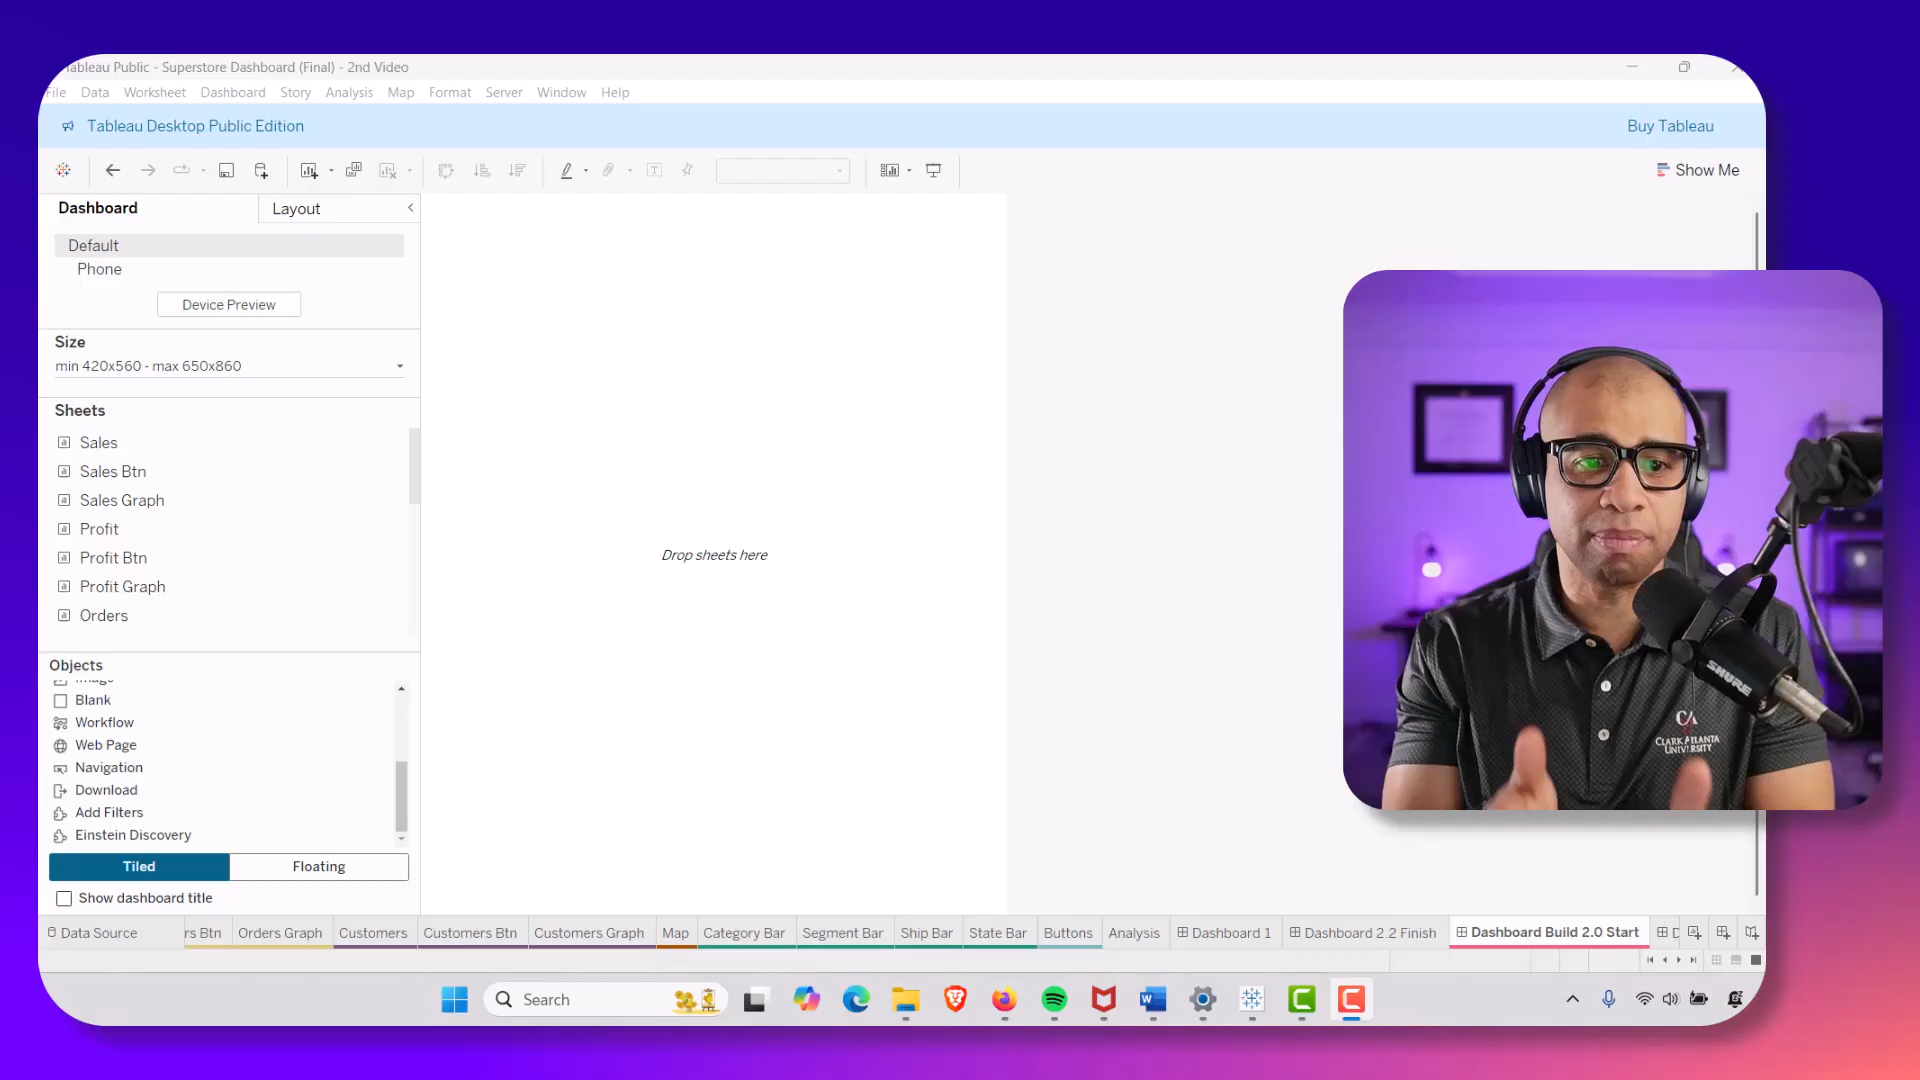 Tableau Public - Superstore Dashboard (Final) - 2nd Video
File Data Worksheet Dashboard Story Analysis Map Format Server Window Help
Tableau Desktop Public Edition
Buy Tableau
Show Me
Dashboard
Layout
Default
Phone
Device Preview
Size
min 420x560 - max 650x860
Sheets
Sales
Sales Btn
Sales Graph
Profit
Profit Btn
Profit Graph
Orders
Drop sheets here
Objects
Image
Blank
Workflow
Web Page
Navigation
Download
Add Filters
Einstein Discovery
Tiled
Floating
Show dashboard title
SHURE
CA
CLARK ATLANTA
UNIVERSITY
Data Source
rs Btn
Orders Graph
Customers
Customers Btn
Customers Graph
Map
Category Bar
Segment Bar
Ship Bar
State Bar
Buttons
Analysis
Dashboard 1
Dashboard 2.2 Finish
Dashboard Build 2.0 Start
Search